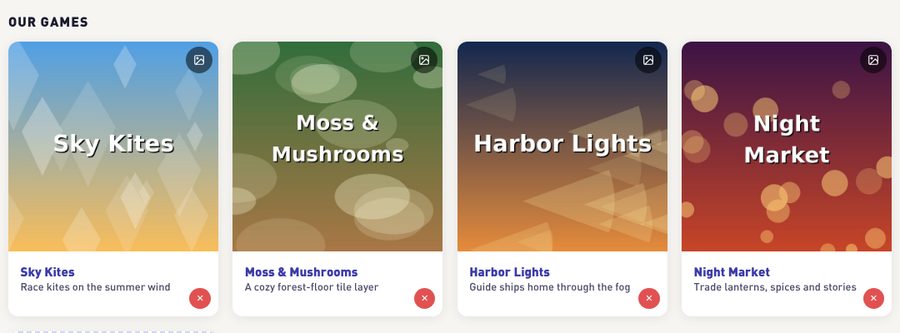 OUR GAMES
Sky Kites
Moss &
Mushrooms
Harbor Lights
Night
Market
Sky Kites
Race kites on the summer wind
Moss & Mushrooms
A cozy forest-floor tile layer
Harbor Lights
Guide ships home through the fog
Night Market
Trade lanterns, spices and stories